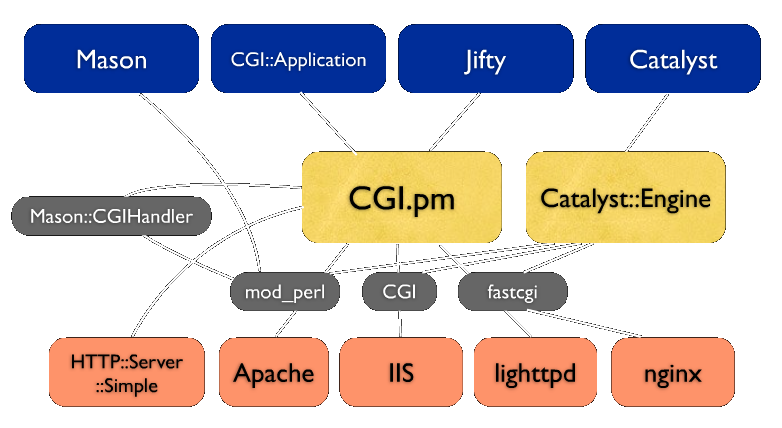 Mason
CGI::Application
Jifty
Catalyst
CGI.pm
Catalyst::Engine
Mason::CGIHandler
mod_perl
CGI
fastcgi
HTTP::Server
::Simple
Apache
IIS
lighttpd
nginx